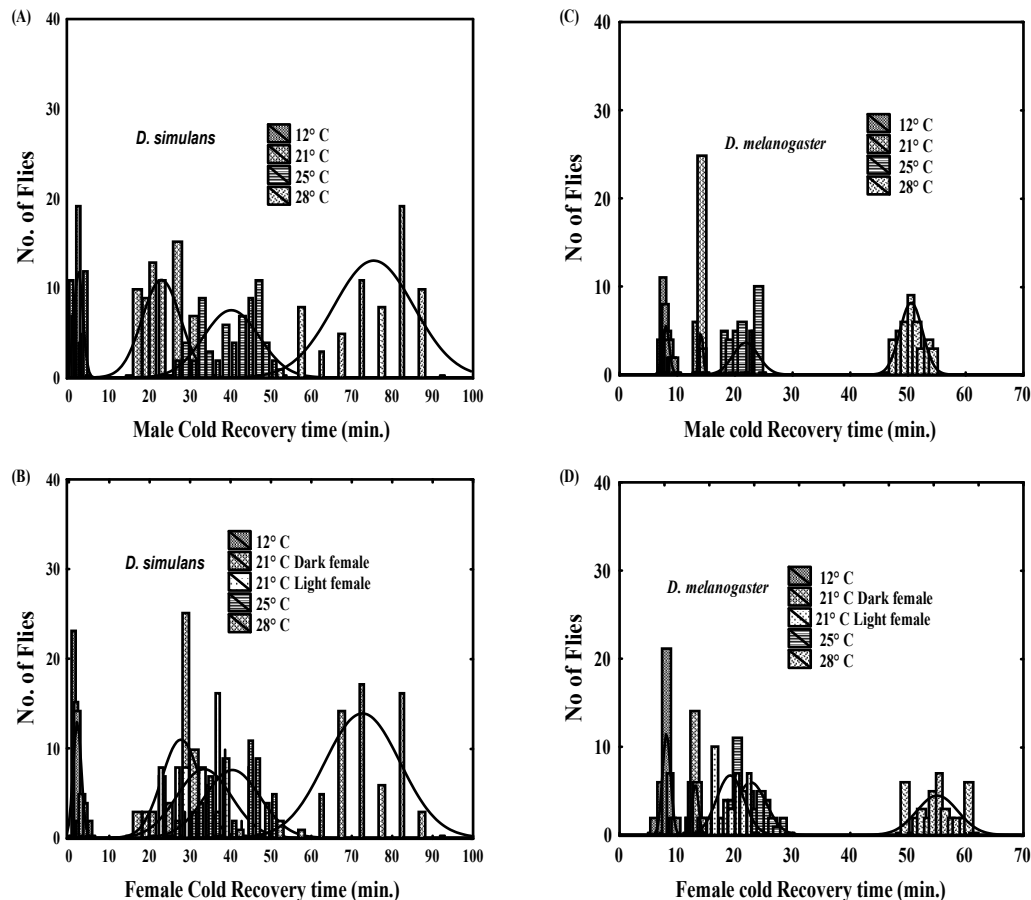 (A)
40
30
20
10
0
No. of Flies
D. simulans
12° C
21° C
25° C
28° C
0 10 20 30 40 50 60 70 80 90 100
Male Cold Recovery time (min.)
(C)
40
30
20
10
0
No of Flies
D. melanogaster
12° C
21° C
25° C
28° C
0 10 20 30 40 50 60 70
Male cold Recovery time (min.)
(B)
40
30
20
10
0
No. of Flies
D. simulans
12° C
21° C Dark female
21° C Light female
25° C
28° C
0 10 20 30 40 50 60 70 80 90 100
Female Cold Recovery time (min.)
(D)
40
30
20
10
0
No of Flies
D. melanogaster
12° C
21° C Dark female
21° C Light female
25° C
28° C
0 10 20 30 40 50 60 70
Female cold Recovery time (min.)